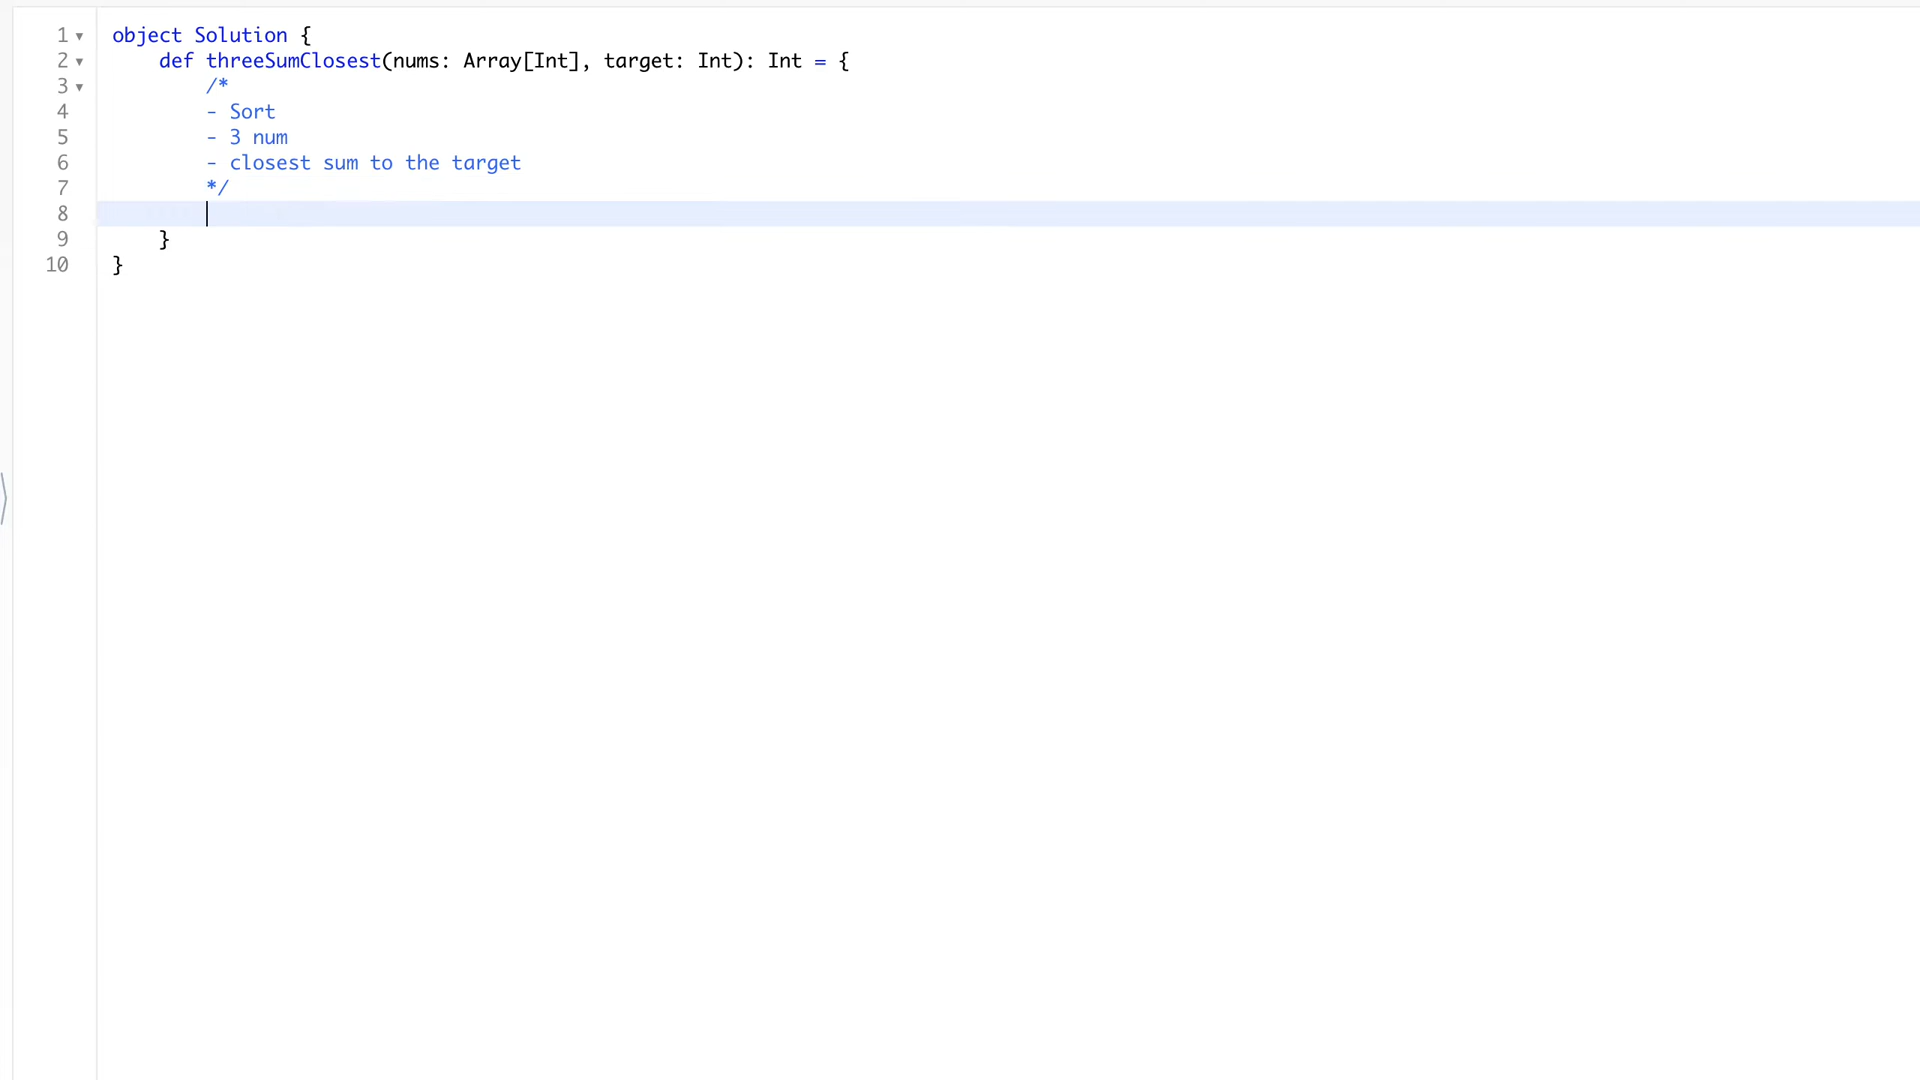 1 object Solution {
2 def threeSumClosest(nums: Array[Int], target: Int): Int = {
3 /*
4 - Sort
5 - 3 num
6 - closest sum to the target
7 */
8
9 }
10 }